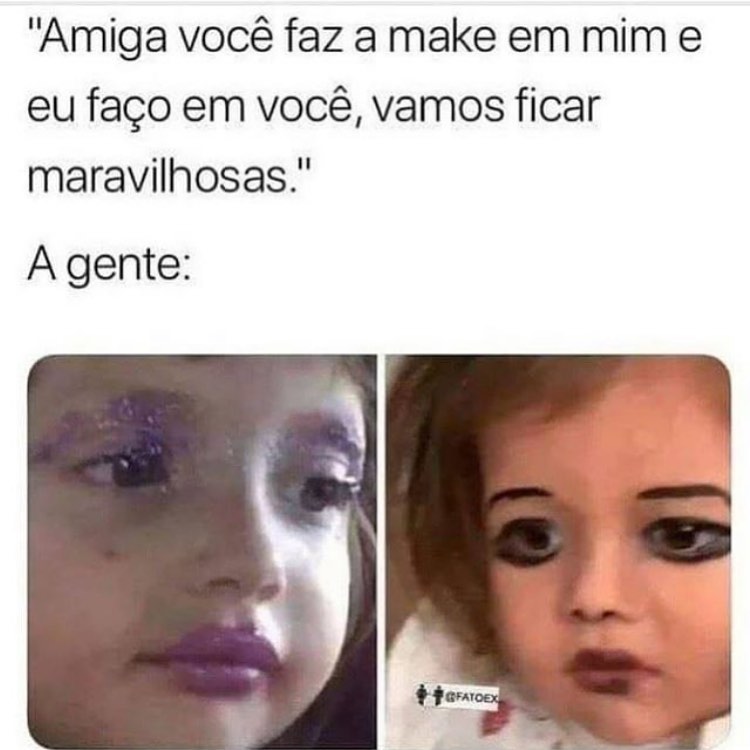 "Amiga você faz a make em mim e
eu faço em você, vamos ficar
maravilhosas."
A gente:
@FATOEX